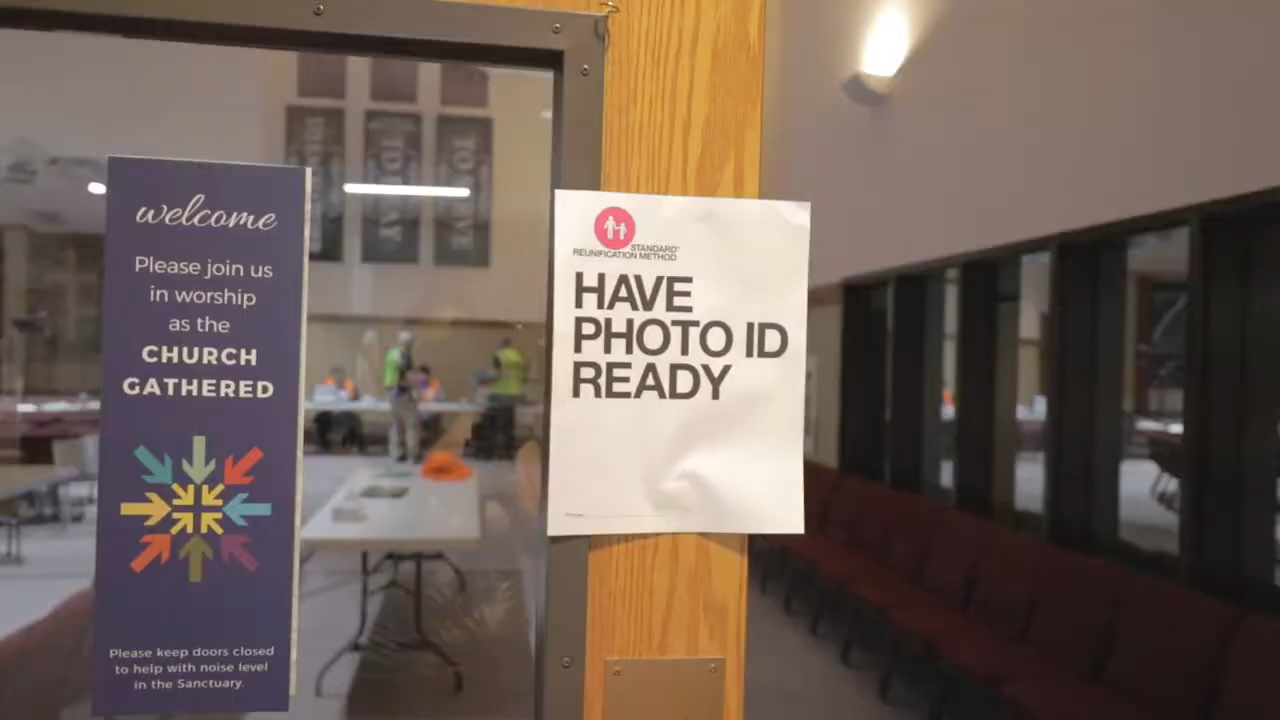 welcome
Please join us
in worship
as the
CHURCH
GATHERED
Please keep doors closed
to help with noise level
in the Sanctuary.
STANDARD
REUNIFICATION METHOD
HAVE
PHOTO ID
READY